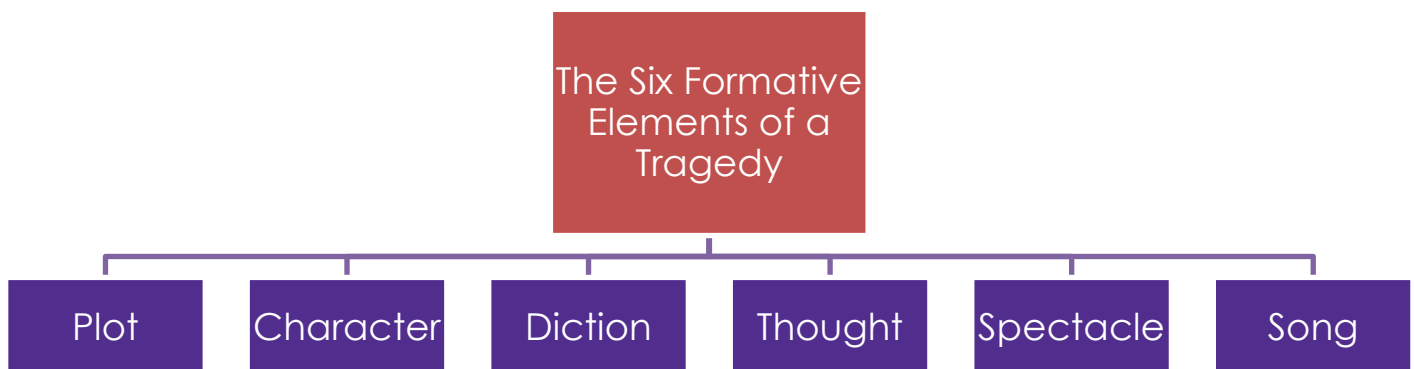 The Six Formative
Elements of a
Tragedy
Plot
Character
Diction
Thought
Spectacle
Song